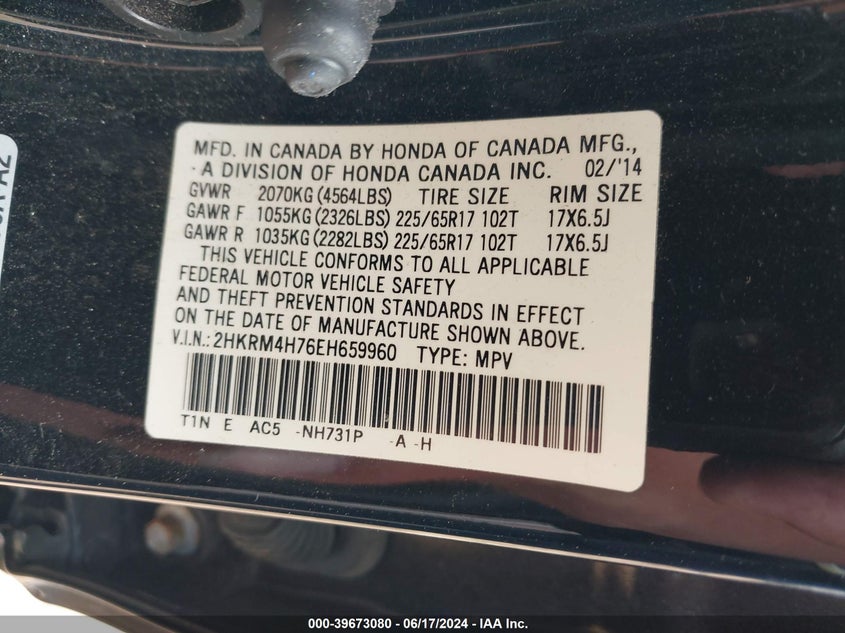 MFD. IN CANADA BY HONDA OF CANADA MFG.,
- A DIVISION OF HONDA CANADA INC. 02/'14
GVWR 2070KG (4564LBS) TIRE SIZE RIM SIZE
GAWR F 1055KG (2326LBS) 225/65R17 102T 17X6.5J
GAWR R 1035KG (2282LBS) 225/65R17 102T 17X6.5J
THIS VEHICLE CONFORMS TO ALL APPLICABLE
FEDERAL MOTOR VEHICLE SAFETY
AND THEFT PREVENTION STANDARDS IN EFFECT
ON THE DATE OF MANUFACTURE SHOWN ABOVE.
V.I.N.: 2HKRM4H76EH659960 TYPE: MPV
T1N E AC5 -NH731P -A -H
000-39673080 - 06/17/2024 - IAA Inc.